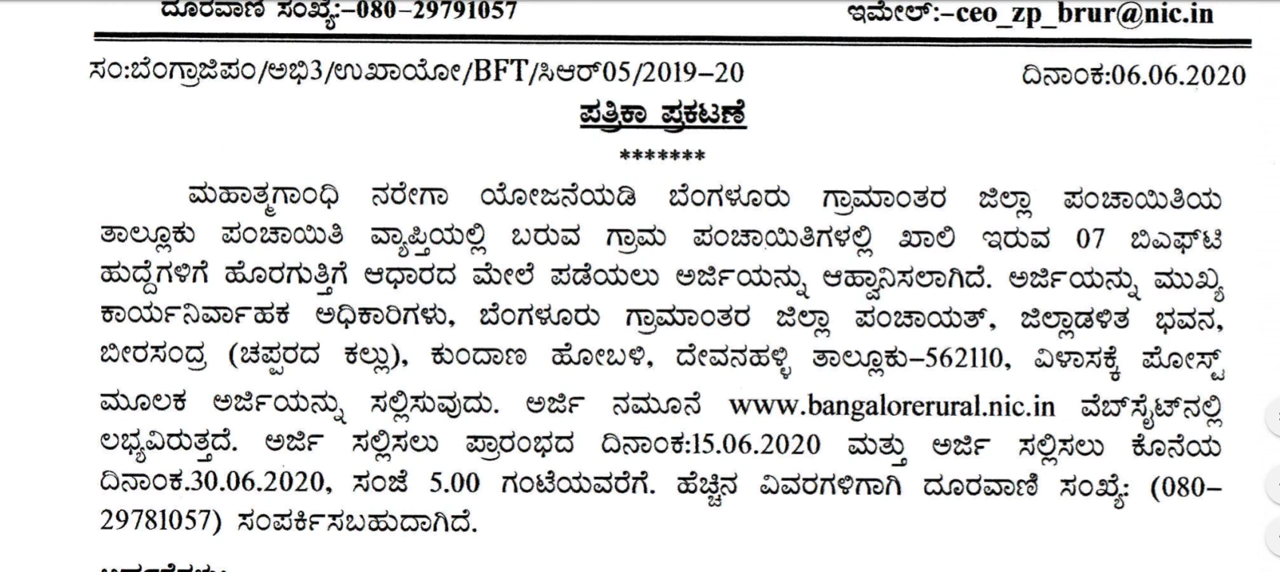 ದೂರವಾಣಿ ಸಂಖ್ಯೆ:-080-29791057 ಇಮೇಲ್:-ceo_zp_brur@nic.in
ಸಂ:ಬೆಂಗ್ರಾಜಿಪಂ/ಅಭಿ3/ಉಖಾಯೋ/BFT/ಸಿಆರ್05/2019-20 ದಿನಾಂಕ:06.06.2020
ಪತ್ರಿಕಾ ಪ್ರಕಟಣೆ
*******
ಮಹಾತ್ಮಗಾಂಧಿ ನರೇಗಾ ಯೋಜನೆಯಡಿ ಬೆಂಗಳೂರು ಗ್ರಾಮಾಂತರ ಜಿಲ್ಲಾ ಪಂಚಾಯಿತಿಯ
ತಾಲ್ಲೂಕು ಪಂಚಾಯಿತಿ ವ್ಯಾಪ್ತಿಯಲ್ಲಿ ಬರುವ ಗ್ರಾಮ ಪಂಚಾಯಿತಿಗಳಲ್ಲಿ ಖಾಲಿ ಇರುವ 07 ಬಿಎಫ್‌ಟಿ
ಹುದ್ದೆಗಳಿಗೆ ಹೊರಗುತ್ತಿಗೆ ಆಧಾರದ ಮೇಲೆ ಪಡೆಯಲು ಅರ್ಜಿಯನ್ನು ಆಹ್ವಾನಿಸಲಾಗಿದೆ. ಅರ್ಜಿಯನ್ನು ಮುಖ್ಯ
ಕಾರ್ಯನಿರ್ವಾಹಕ ಅಧಿಕಾರಿಗಳು, ಬೆಂಗಳೂರು ಗ್ರಾಮಾಂತರ ಜಿಲ್ಲಾ ಪಂಚಾಯತ್, ಜಿಲ್ಲಾಡಳಿತ ಭವನ,
ಬೀರಸಂದ್ರ (ಚಪ್ಪರದ ಕಲ್ಲು), ಕುಂದಾಣ ಹೋಬಳಿ, ದೇವನಹಳ್ಳಿ ತಾಲ್ಲೂಕು-562110, ವಿಳಾಸಕ್ಕೆ ಪೋಸ್ಟ್
ಮೂಲಕ ಅರ್ಜಿಯನ್ನು ಸಲ್ಲಿಸುವುದು. ಅರ್ಜಿ ನಮೂನೆ www.bangalorerural.nic.in ವೆಬ್‌ಸೈಟ್‌ನಲ್ಲಿ
ಲಭ್ಯವಿರುತ್ತದೆ. ಅರ್ಜಿ ಸಲ್ಲಿಸಲು ಪ್ರಾರಂಭದ ದಿನಾಂಕ:15.06.2020 ಮತ್ತು ಅರ್ಜಿ ಸಲ್ಲಿಸಲು ಕೊನೆಯ
ದಿನಾಂಕ.30.06.2020, ಸಂಜೆ 5.00 ಗಂಟೆಯವರೆಗೆ. ಹೆಚ್ಚಿನ ವಿವರಗಳಿಗಾಗಿ ದೂರವಾಣಿ ಸಂಖ್ಯೆ: (080-
29781057) ಸಂಪರ್ಕಿಸಬಹುದಾಗಿದೆ.